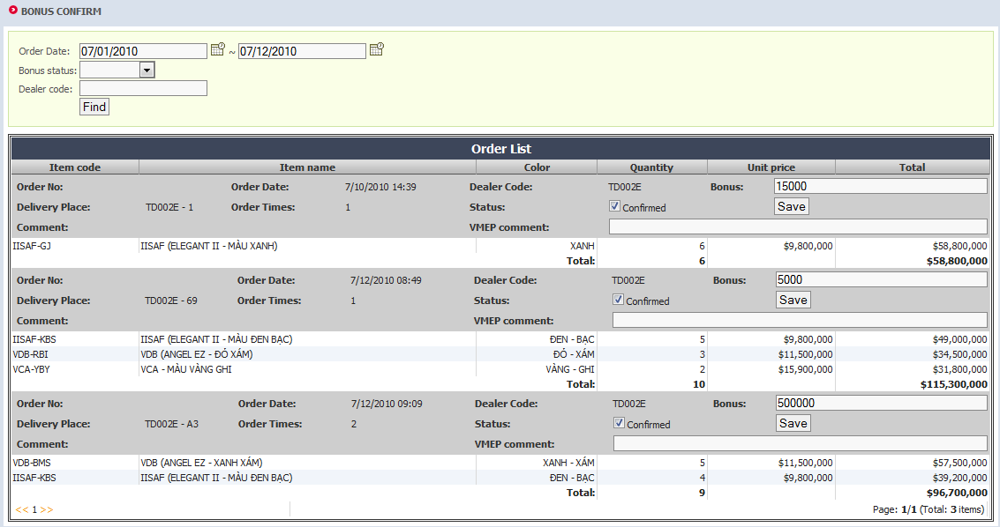 BONUS CONFIRM
Order Date: 07/01/2010 ~ 07/12/2010
Bonus status:
Dealer code:
Find
Order List
Item code Item name Color Quantity Unit price Total
Order No: Order Date: 7/10/2010 14:39 Dealer Code: TD002E Bonus: 15000
Delivery Place: TD002E - 1 Order Times: 1 Status: Confirmed Save
Comment: VMEP comment:
IISAF-GJ IISAF (ELEGANT II - MÀU XANH) XANH 6 $9,800,000 $58,800,000
Total: 6 $58,800,000
Order No: Order Date: 7/12/2010 08:49 Dealer Code: TD002E Bonus: 5000
Delivery Place: TD002E - 69 Order Times: 1 Status: Confirmed Save
Comment: VMEP comment:
IISAF-KBS IISAF (ELEGANT II - MÀU ĐEN BẠC) ĐEN - BẠC 5 $9,800,000 $49,000,000
VDB-RBI VDB (ANGEL EZ - ĐỎ XÁM) ĐỎ - XÁM 3 $11,500,000 $34,500,000
VCA-YBY VCA - MÀU VÀNG GHI VÀNG - GHI 2 $15,900,000 $31,800,000
Total: 10 $115,300,000
Order No: Order Date: 7/12/2010 09:09 Dealer Code: TD002E Bonus: 500000
Delivery Place: TD002E - A3 Order Times: 2 Status: Confirmed Save
Comment: VMEP comment:
VDB-BMS VDB (ANGEL EZ - XANH XÁM) XANH - XÁM 5 $11,500,000 $57,500,000
IISAF-KBS IISAF (ELEGANT II - MÀU ĐEN BẠC) ĐEN - BẠC 4 $9,800,000 $39,200,000
Total: 9 $96,700,000
<< 1 >> Page: 1/1 (Total: 3 items)